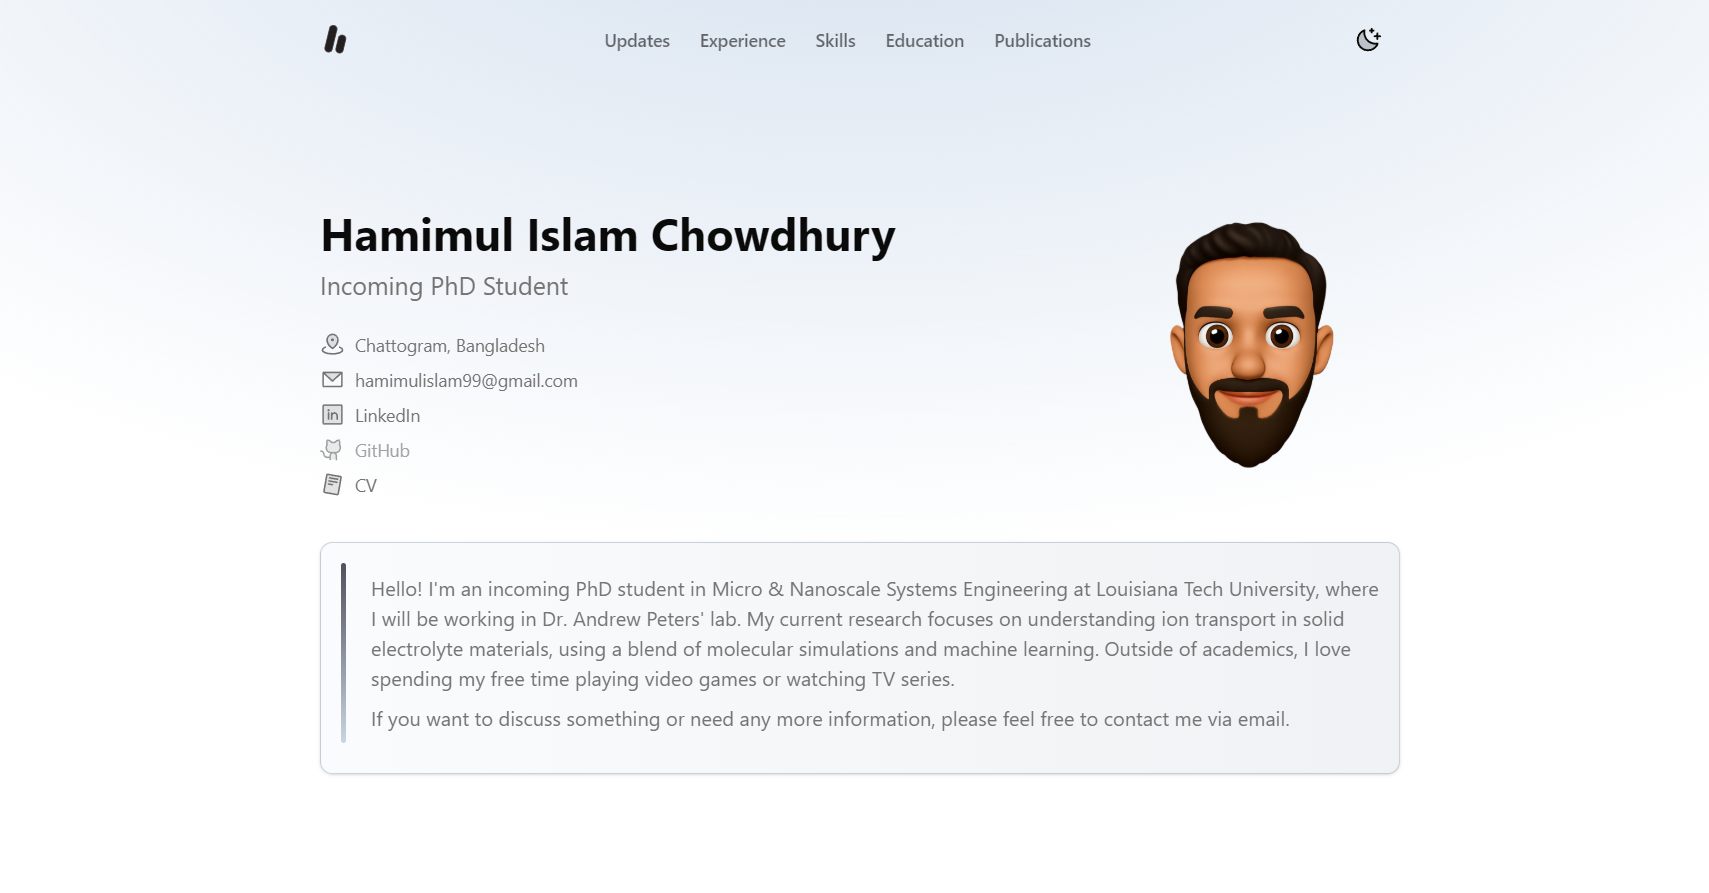 Updates Experience Skills Education Publications
Hamimul Islam Chowdhury
Incoming PhD Student
Chattogram, Bangladesh
hamimulislam99@gmail.com
LinkedIn
GitHub
CV
Hello! I'm an incoming PhD student in Micro & Nanoscale Systems Engineering at Louisiana Tech University, where
I will be working in Dr. Andrew Peters' lab. My current research focuses on understanding ion transport in solid
electrolyte materials, using a blend of molecular simulations and machine learning. Outside of academics, I love
spending my free time playing video games or watching TV series.
If you want to discuss something or need any more information, please feel free to contact me via email.